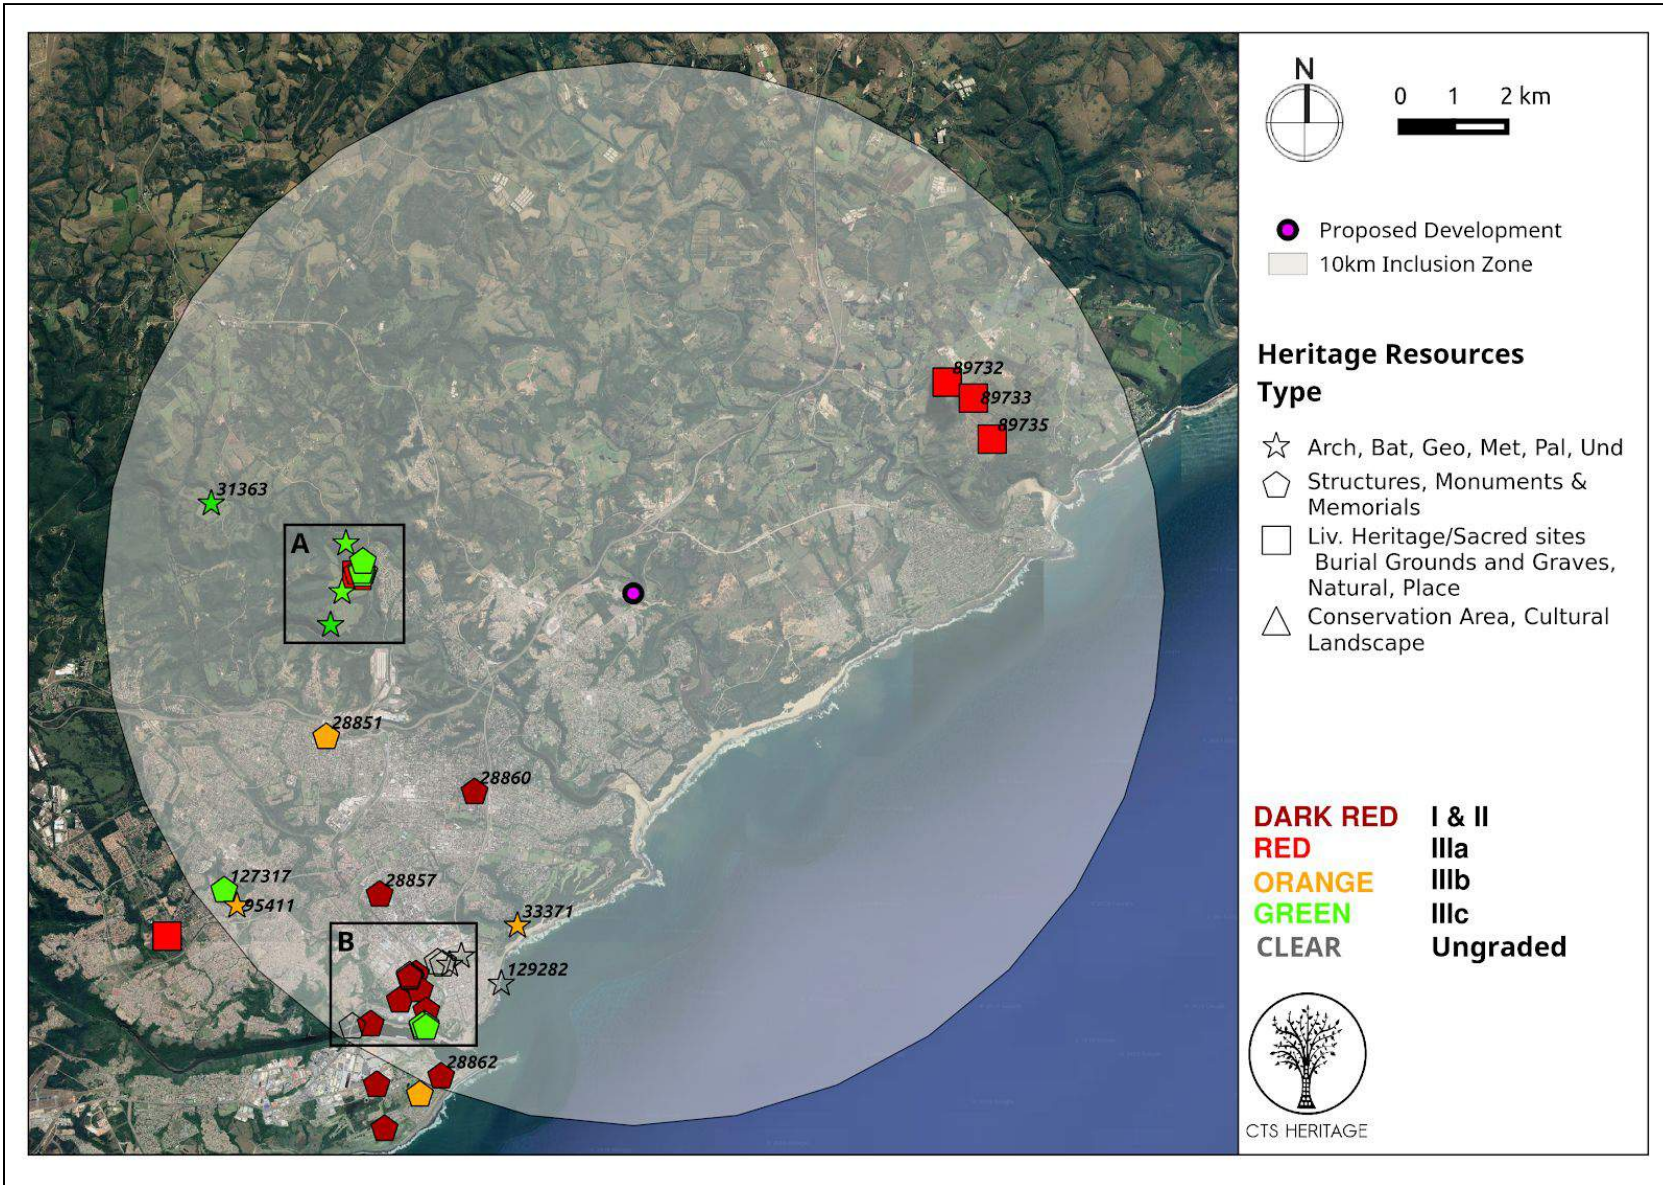 N
0 1 2 km
Proposed Development
10km Inclusion Zone
Heritage Resources
Type
Arch, Bat, Geo, Met, Pal, Und
Structures, Monuments &
Memorials
Liv. Heritage/Sacred sites
Burial Grounds and Graves,
Natural, Place
Conservation Area, Cultural
Landscape
DARK RED I & II
RED IIIa
ORANGE IIIb
GREEN IIIc
CLEAR Ungraded
CTS HERITAGE
89732
89733
89735
31363
A
28851
28860
127317
95411
28857
33371
B
129282
28862